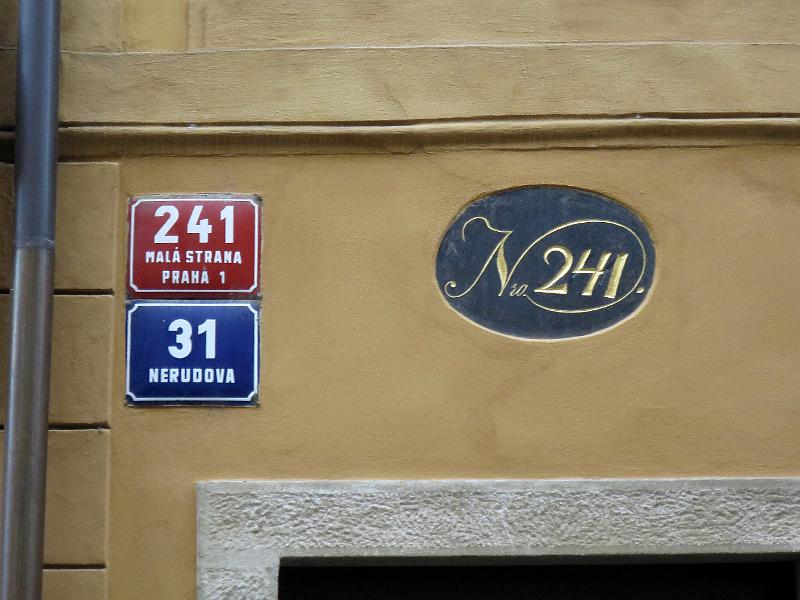 241
MALÁ STRANA
PRAHA 1
31
NERUDOVA
Nro. 241.